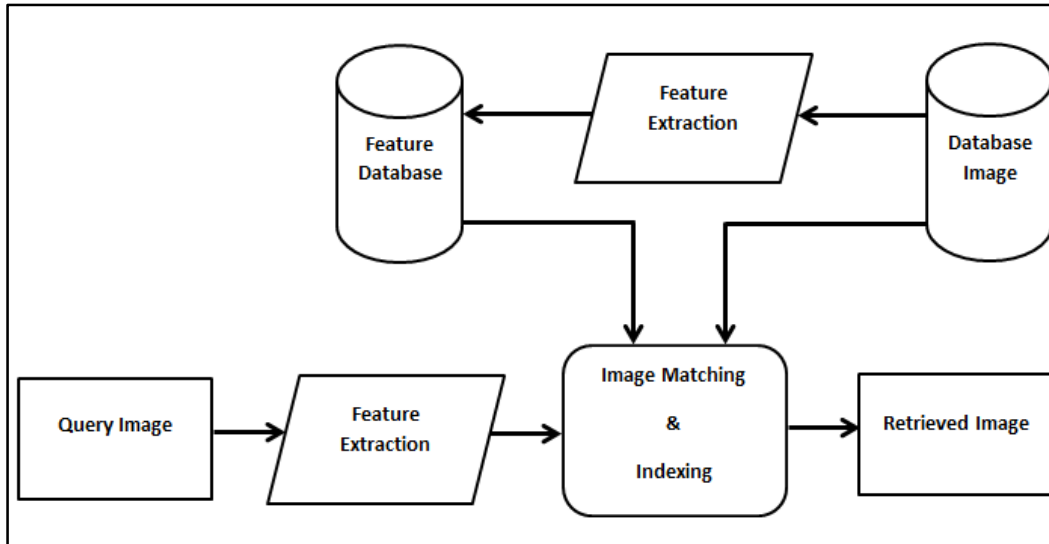 Feature
Database
Feature
Extraction
Database
Image
Query Image
Feature
Extraction
Image Matching
&
Indexing
Retrieved Image